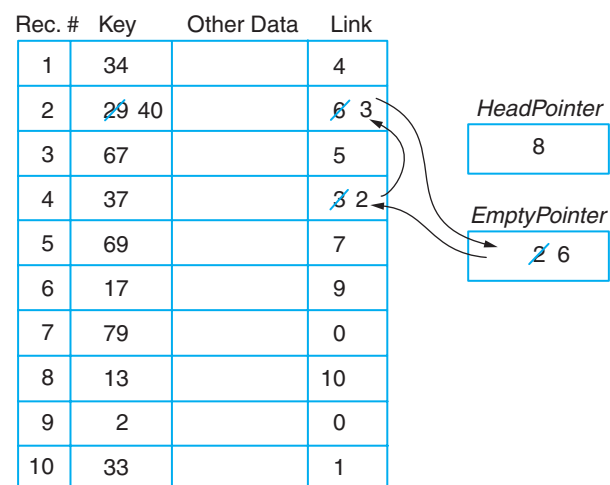 Rec. # Key Other Data Link
1 34 4
2 29 40 6 3
HeadPointer
8
3 67 5
4 37 3 2
EmptyPointer
2 6
5 69 7
6 17 9
7 79 0
8 13 10
9 2 0
10 33 1